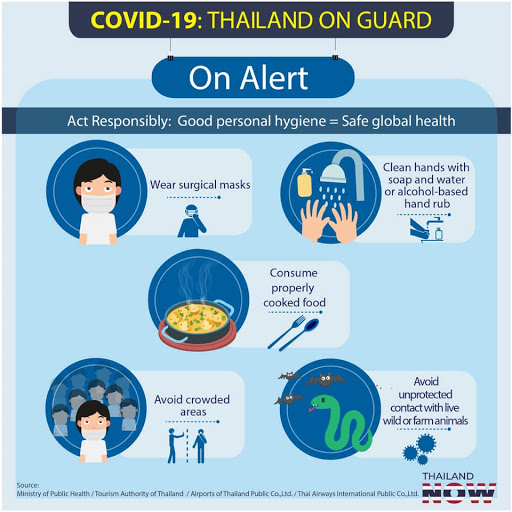 COVID-19: THAILAND ON GUARD
On Alert
Act Responsibly: Good personal hygiene = Safe global health
Wear surgical masks
Clean hands with
soap and water
or alcohol-based
hand rub
Consume
properly
cooked food
Avoid crowded
areas
Avoid
unprotected
contact with live
wild or farm animals
Source:
Ministry of Public Health / Tourism Authority of Thailand / Airports of Thailand Public Co.,Ltd. / Thai Airways International Public Co.,Ltd.
THAILAND
NOW